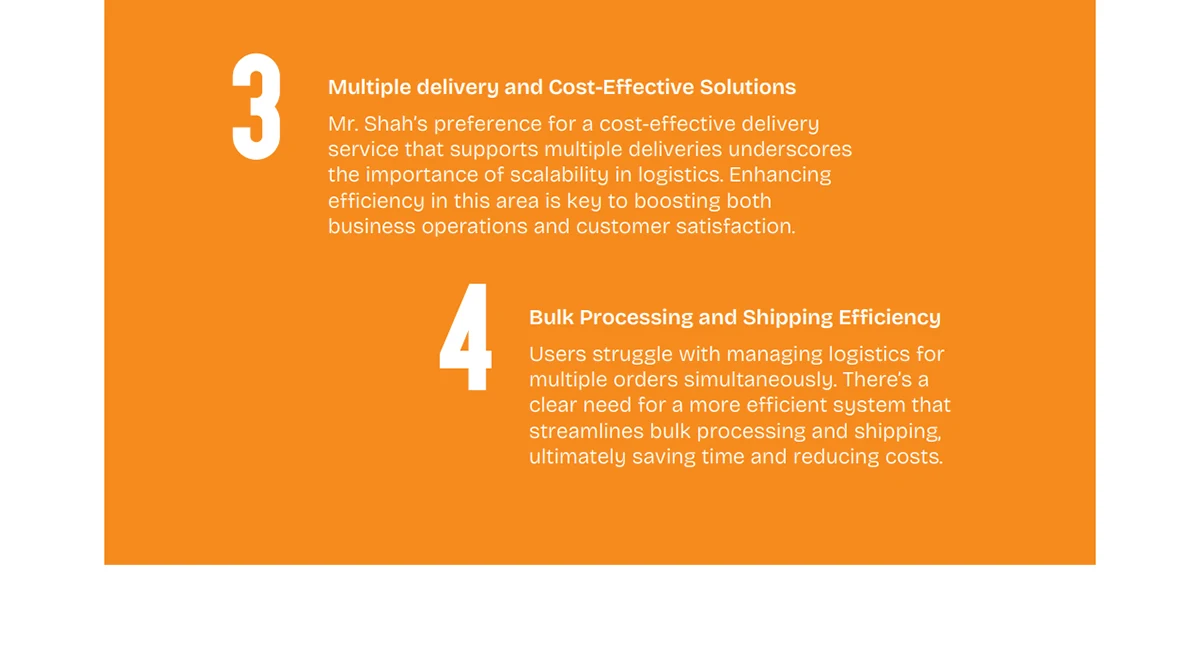 3
Multiple delivery and Cost-Effective Solutions
Mr. Shah's preference for a cost-effective delivery
service that supports multiple deliveries underscores
the importance of scalability in logistics. Enhancing
efficiency in this area is key to boosting both
business operations and customer satisfaction.
4
Bulk Processing and Shipping Efficiency
Users struggle with managing logistics for
multiple orders simultaneously. There's a
clear need for a more efficient system that
streamlines bulk processing and shipping,
ultimately saving time and reducing costs.